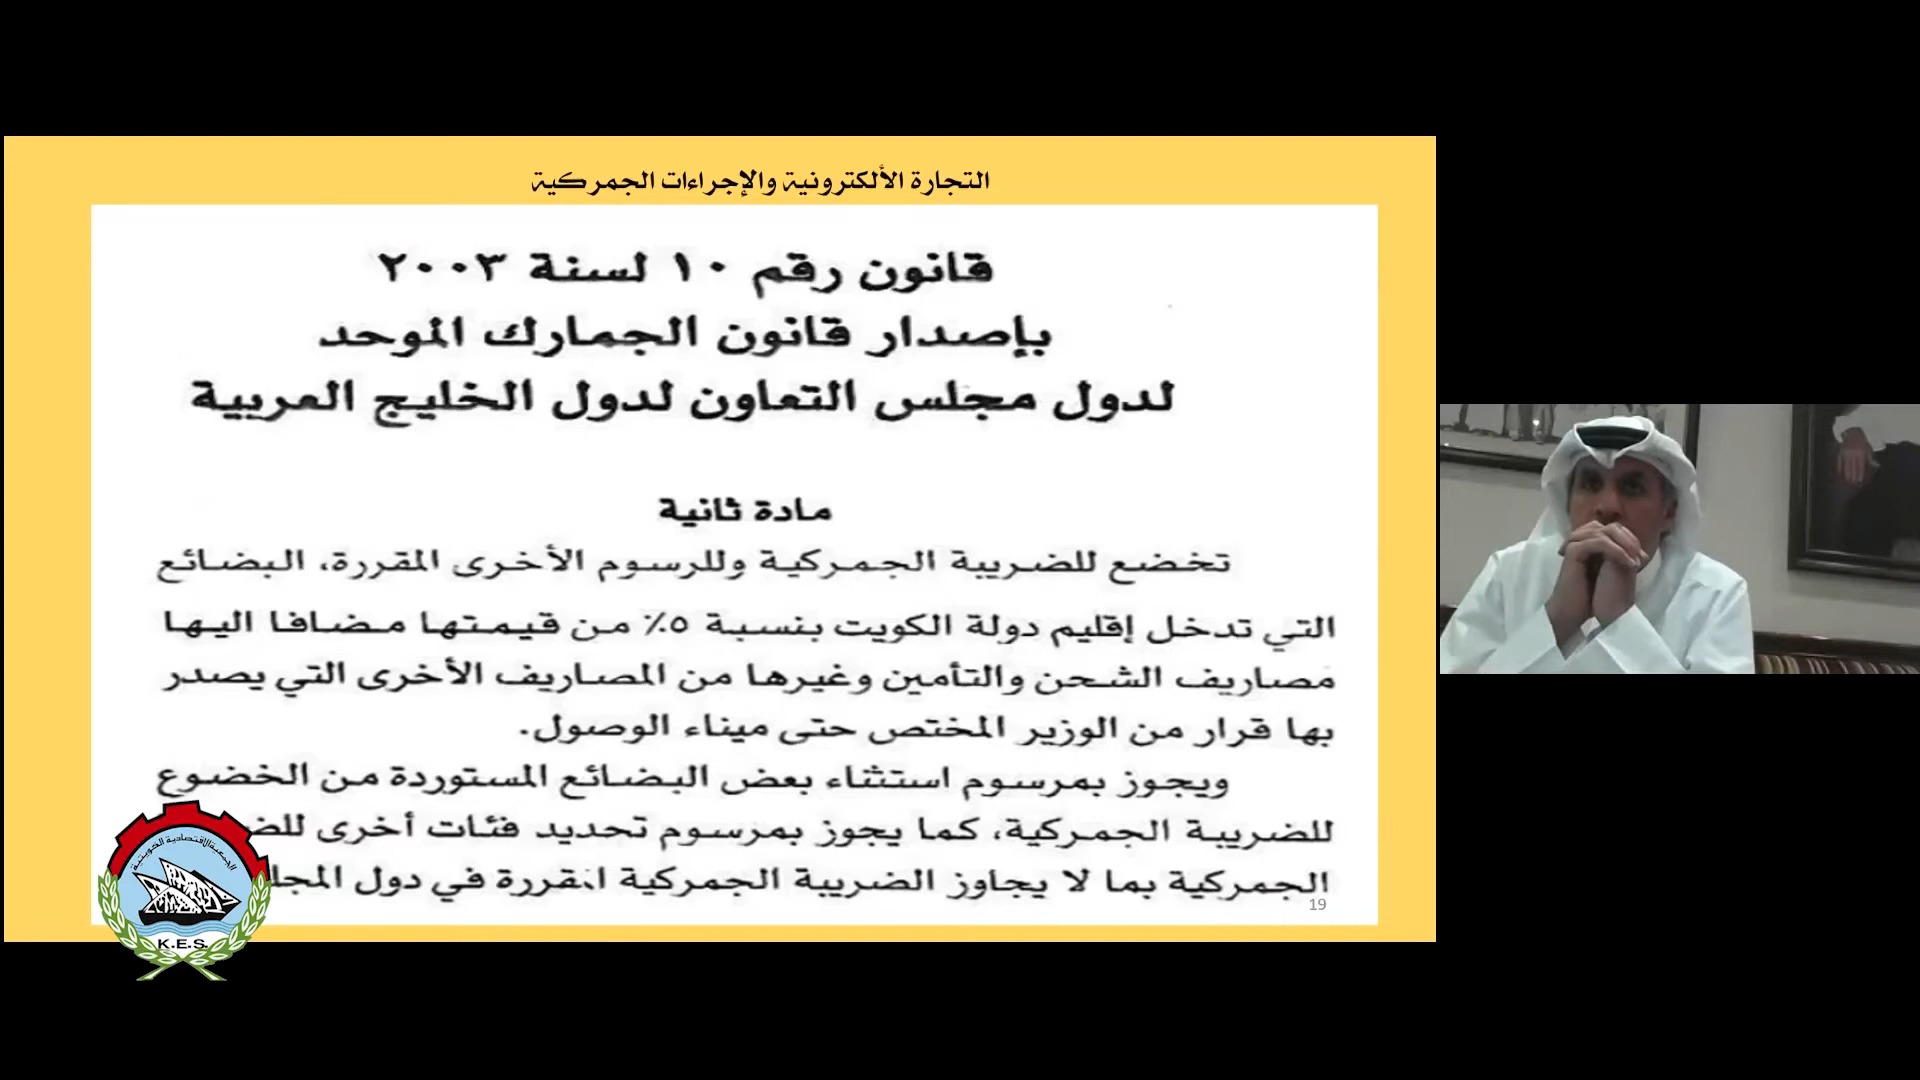 التجارة الألكترونية والإجراءات الجمركية
قانون رقم ١٠ لسنة ٢٠٠٣
بإصدار قانون الجمارك الموحد
لدول مجلس التعاون لدول الخليج العربية
مادة ثانية
تخضع للضريبة الجمركية وللرسوم الأخرى المقررة، البضائع
التي تدخل إقليم دولة الكويت بنسبة ٥٪ من قيمتها مضافا اليها
مصاريف الشحن والتأمين وغيرها من المصاريف الأخرى التي يصدر
بها قرار من الوزير المختص حتى ميناء الوصول.
ويجوز بمرسوم استثناء بعض البضائع المستوردة من الخضوع
للضريبة الجمركية، كما يجوز بمرسوم تحديد فئات أخرى
الجمركية بما لا يجاوز الضريبة الجمركية المقررة في دول
19
الجمعية الاقتصادية الكويتية
K.E.S.